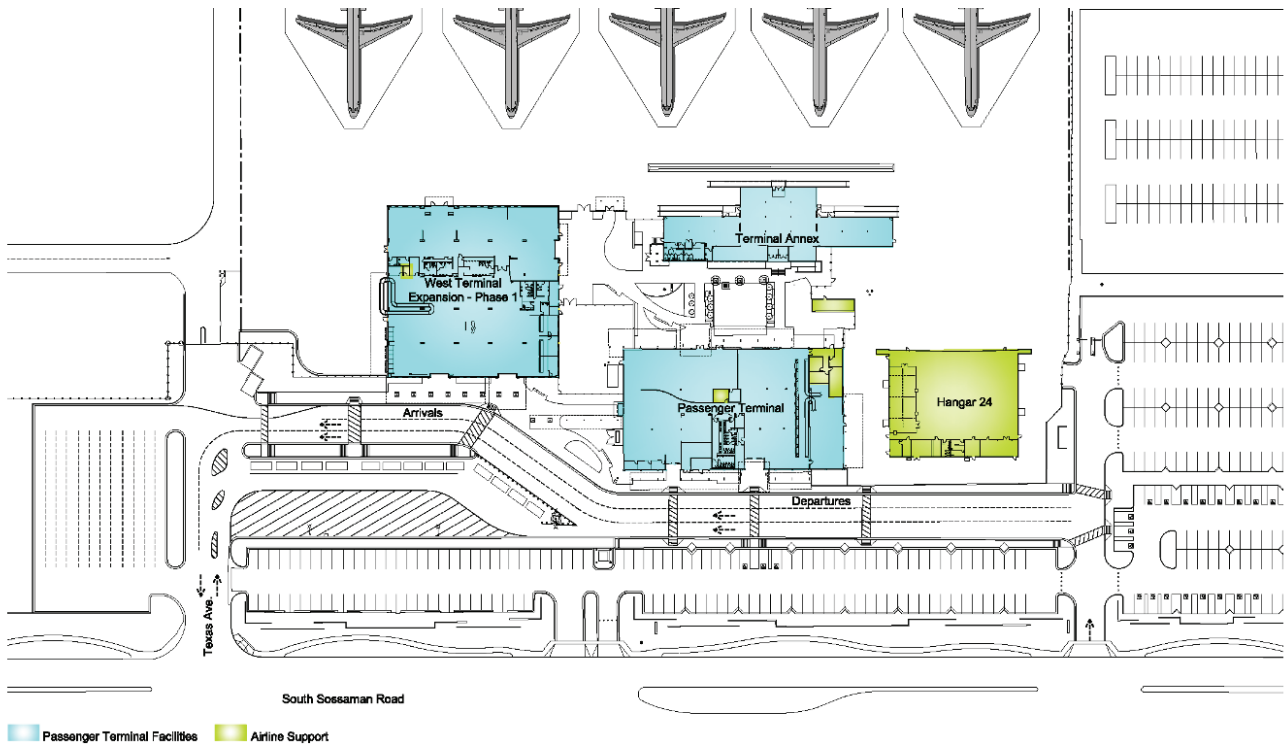 Terminal Annex
West Terminal
Expansion - Phase 1
Passenger Terminal
Hangar 24
Arrivals
Departures
Texas Ave.
South Sossaman Road
Passenger Terminal Facilities
Airline Support